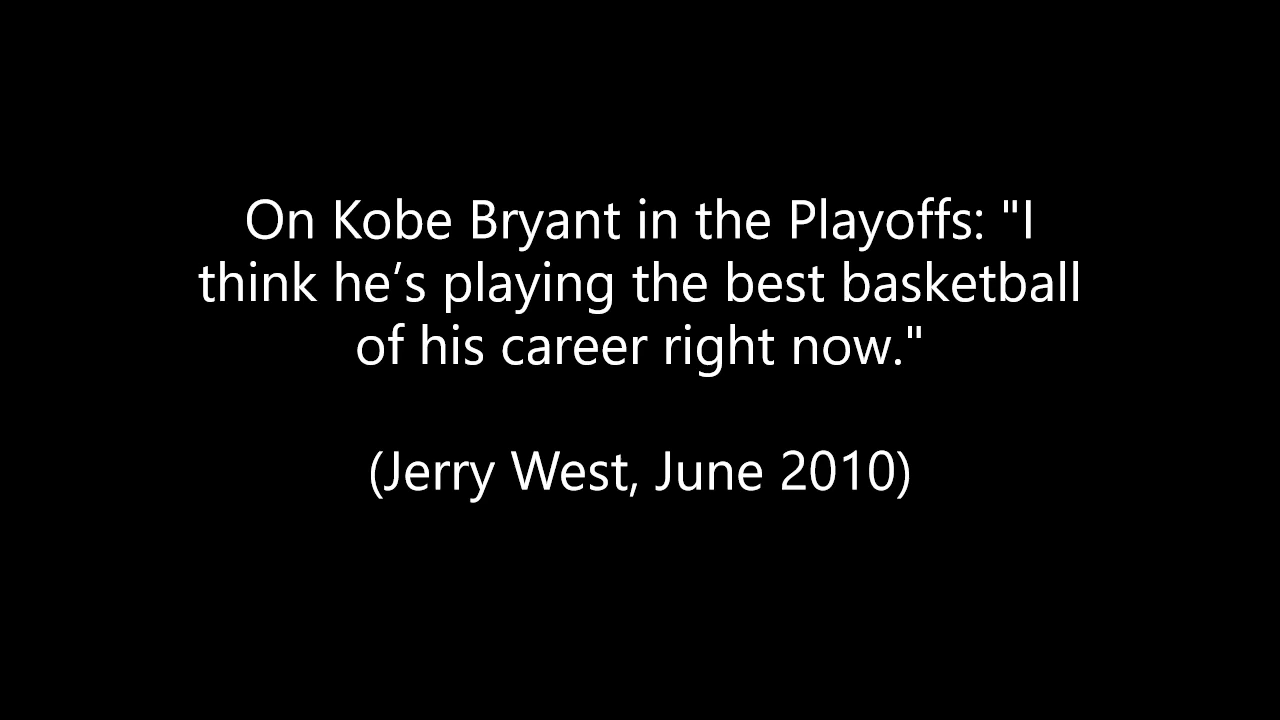 On Kobe Bryant in the Playoffs: "I
think he’s playing the best basketball
of his career right now."
(Jerry West, June 2010)